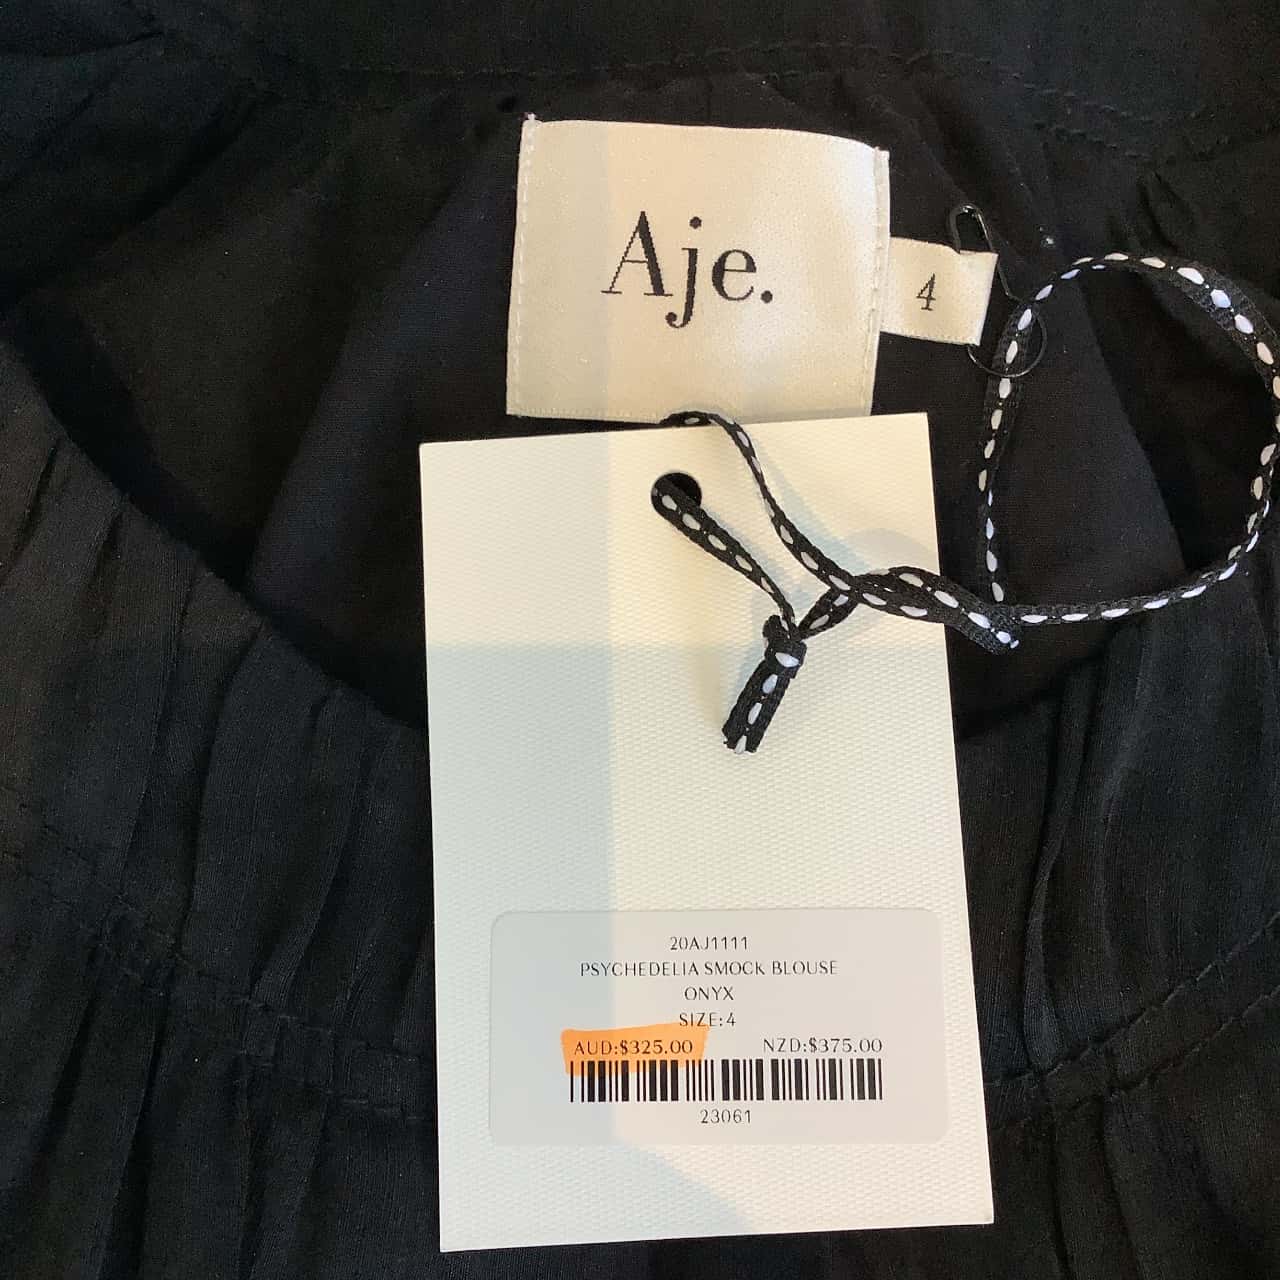 Aje.
4
20AJ1111
PSYCHEDELIA SMOCK BLOUSE
ONYX
SIZE:4
AUD:$325.00 NZD:$375.00
23061